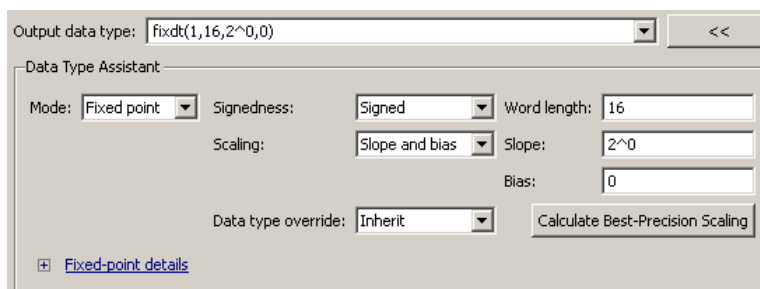 Output data type: fixdt(1,16,2^0,0) <<
Data Type Assistant
Mode: Fixed point Signedness: Signed Word length: 16
Scaling: Slope and bias Slope: 2^0
Bias: 0
Data type override: Inherit Calculate Best-Precision Scaling
Fixed-point details